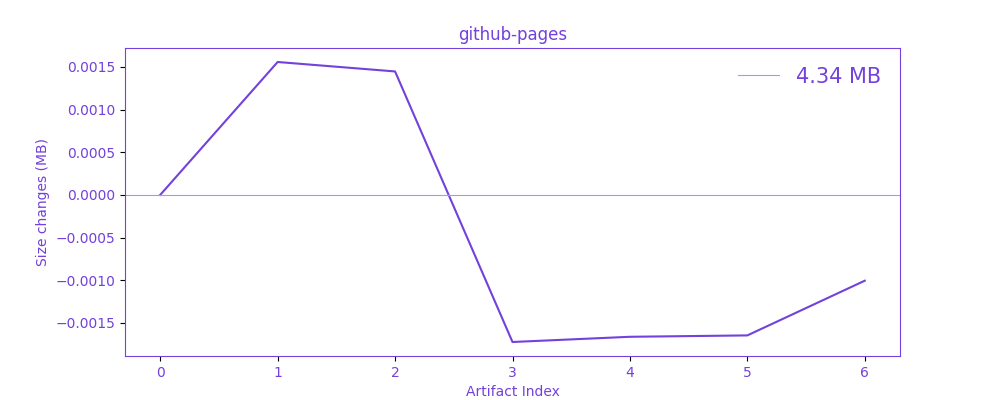 github-pages
4.34 MB
Size changes (MB)
0.0015
0.0010
0.0005
0.0000
−0.0005
−0.0010
−0.0015
0 1 2 3 4 5 6
Artifact Index